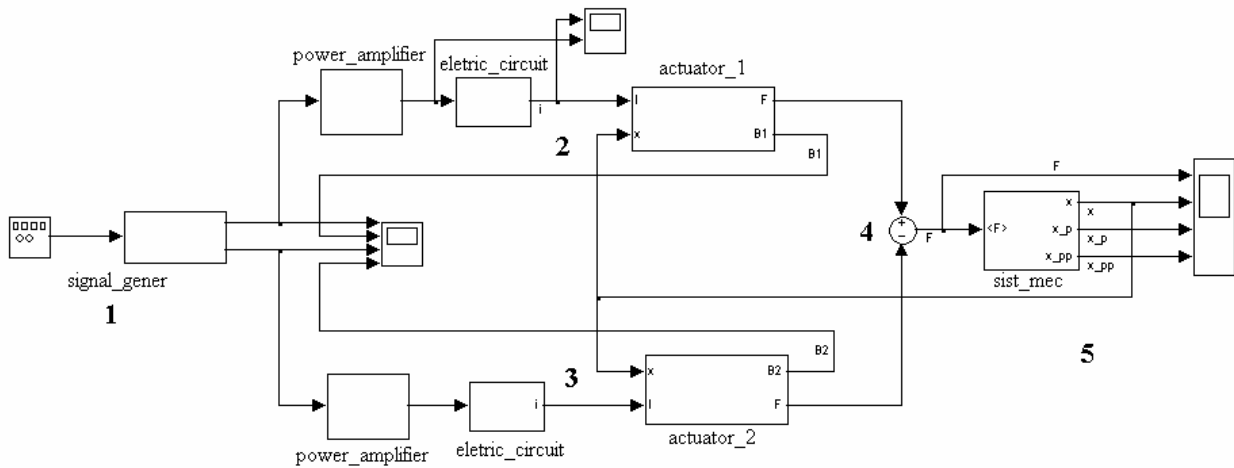 power_amplifier
eletric_circuit
i
actuator_1
I
x
F
B1
B1
2
signal_gener
1
4
F
F
<F>
x
x_p
x_pp
x
x_p
x_pp
sist_mec
5
B2
3
x
I
B2
F
actuator_2
i
eletric_circuit
power_amplifier
+
−